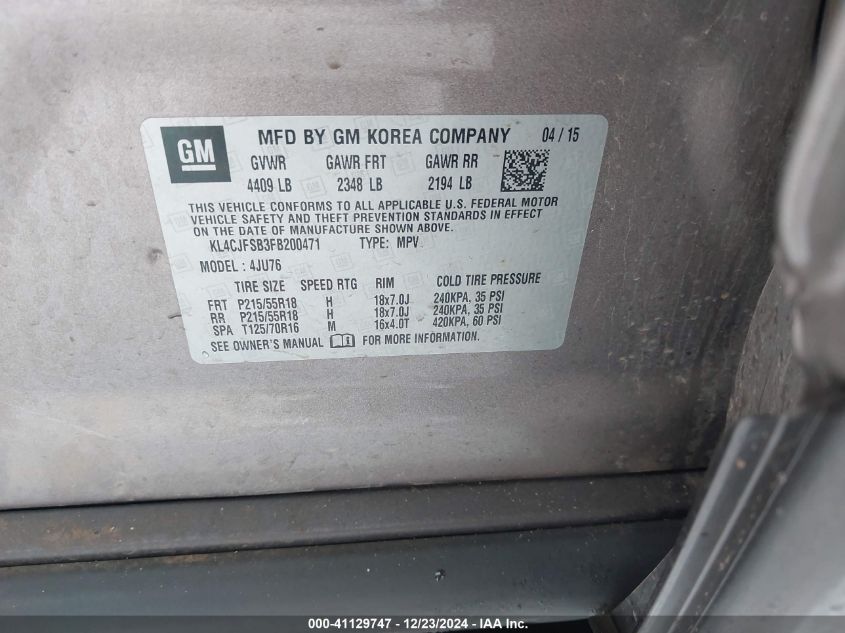 GM
MFD BY GM KOREA COMPANY 04 / 15
GVWR GAWR FRT GAWR RR
4409 LB 2348 LB 2194 LB
THIS VEHICLE CONFORMS TO ALL APPLICABLE U.S. FEDERAL MOTOR
VEHICLE SAFETY AND THEFT PREVENTION STANDARDS IN EFFECT
ON THE DATE OF MANUFACTURE SHOWN ABOVE.
KL4CJFSB3FB200471 TYPE: MPV
MODEL : 4JU76
TIRE SIZE SPEED RTG RIM COLD TIRE PRESSURE
FRT P215/55R18 H 18x7.0J 240KPA, 35 PSI
RR P215/55R18 H 18x7.0J 240KPA, 35 PSI
SPA T125/70R16 M 16x4.0T 420KPA, 60 PSI
SEE OWNER'S MANUAL FOR MORE INFORMATION.
000-41129747 - 12/23/2024 - IAA Inc.